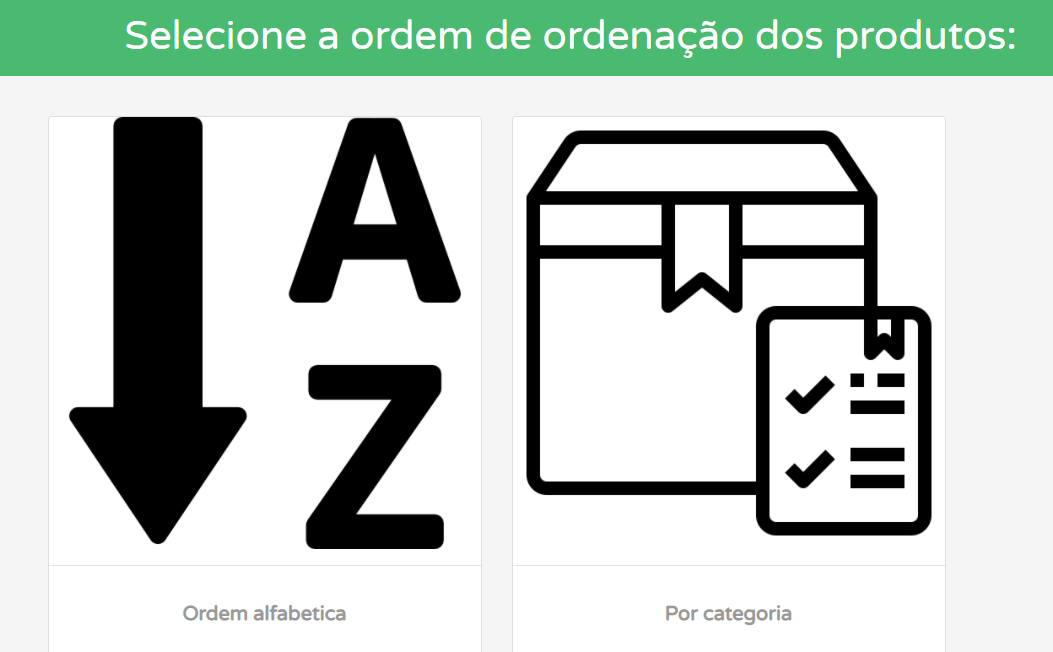 Selecione a ordem de ordenação dos produtos:
A
Z
Ordem alfabetica
Por categoria